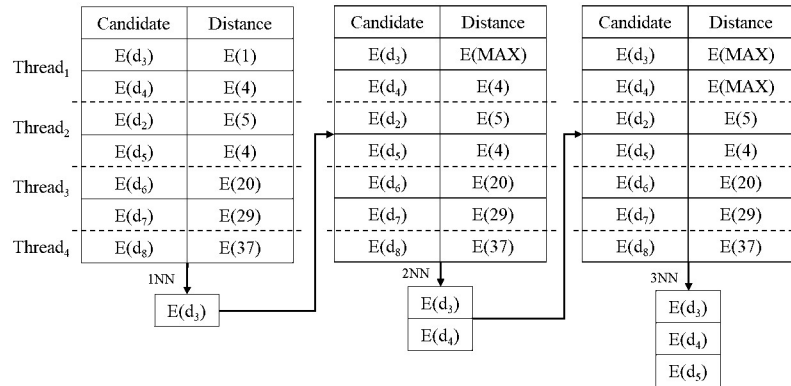 Candidate Distance Candidate Distance Candidate Distance
Thread₁ E(d₃) E(1) E(d₃) E(MAX) E(d₃) E(MAX)
E(d₄) E(4) E(d₄) E(4) E(d₄) E(MAX)
Thread₂ E(d₂) E(5) E(d₂) E(5) E(d₂) E(5)
E(d₅) E(4) E(d₅) E(4) E(d₅) E(4)
Thread₃ E(d₆) E(20) E(d₆) E(20) E(d₆) E(20)
E(d₇) E(29) E(d₇) E(29) E(d₇) E(29)
Thread₄ E(d₈) E(37) E(d₈) E(37) E(d₈) E(37)
1NN 2NN 3NN
E(d₃) E(d₃) E(d₃)
E(d₄) E(d₄)
E(d₅)